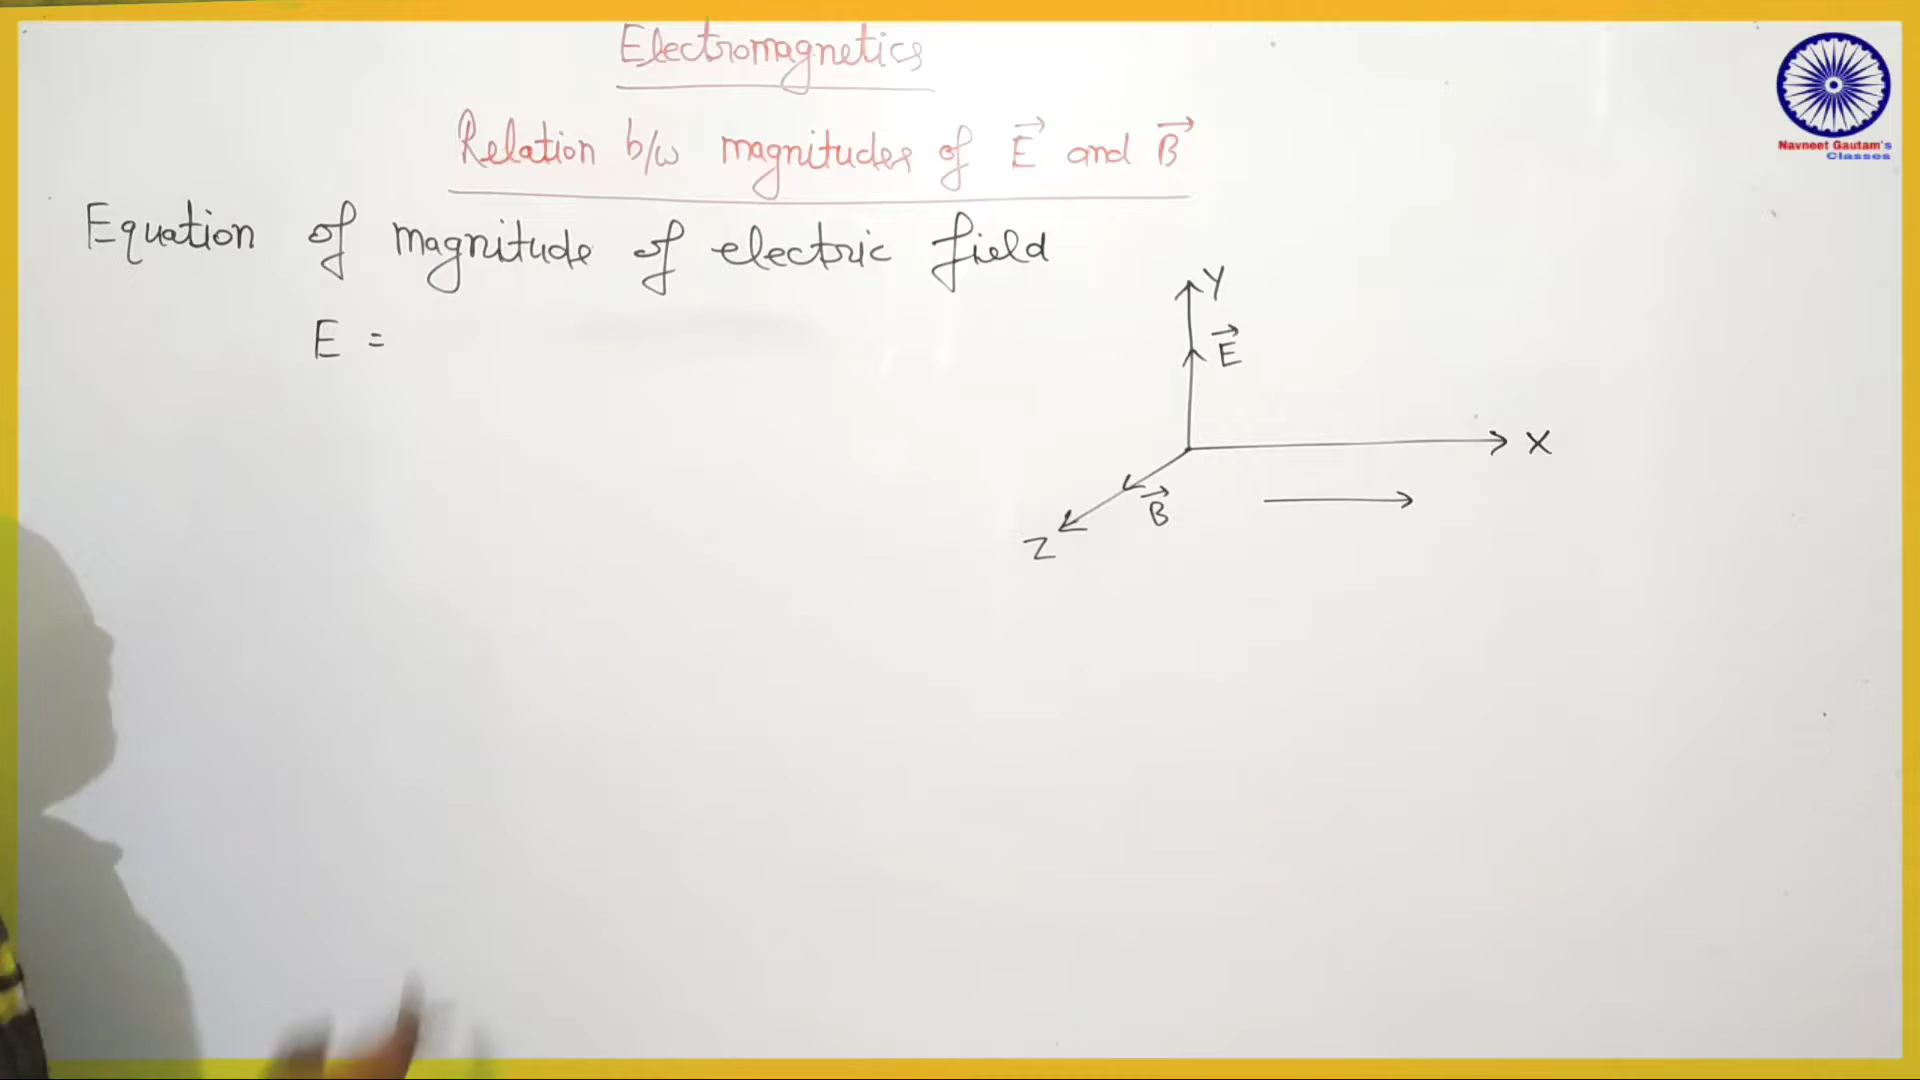 Electromagnetics
Relation b/w magnitudes of E⃗ and B⃗
Equation of magnitude of electric field
E =
Y
E⃗
X
B⃗
Z
Navneet Gautam's
Classes